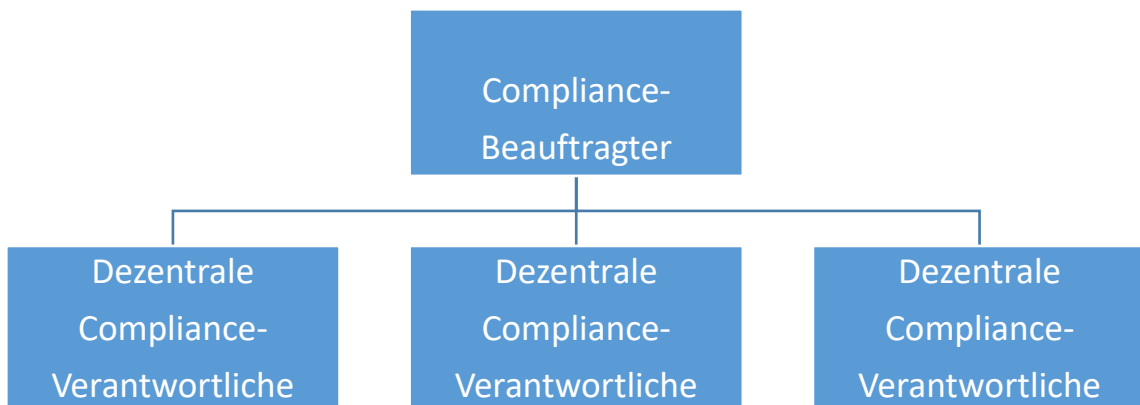 Compliance-
Beauftragter
Dezentrale
Compliance-
Verantwortliche
Dezentrale
Compliance-
Verantwortliche
Dezentrale
Compliance-
Verantwortliche